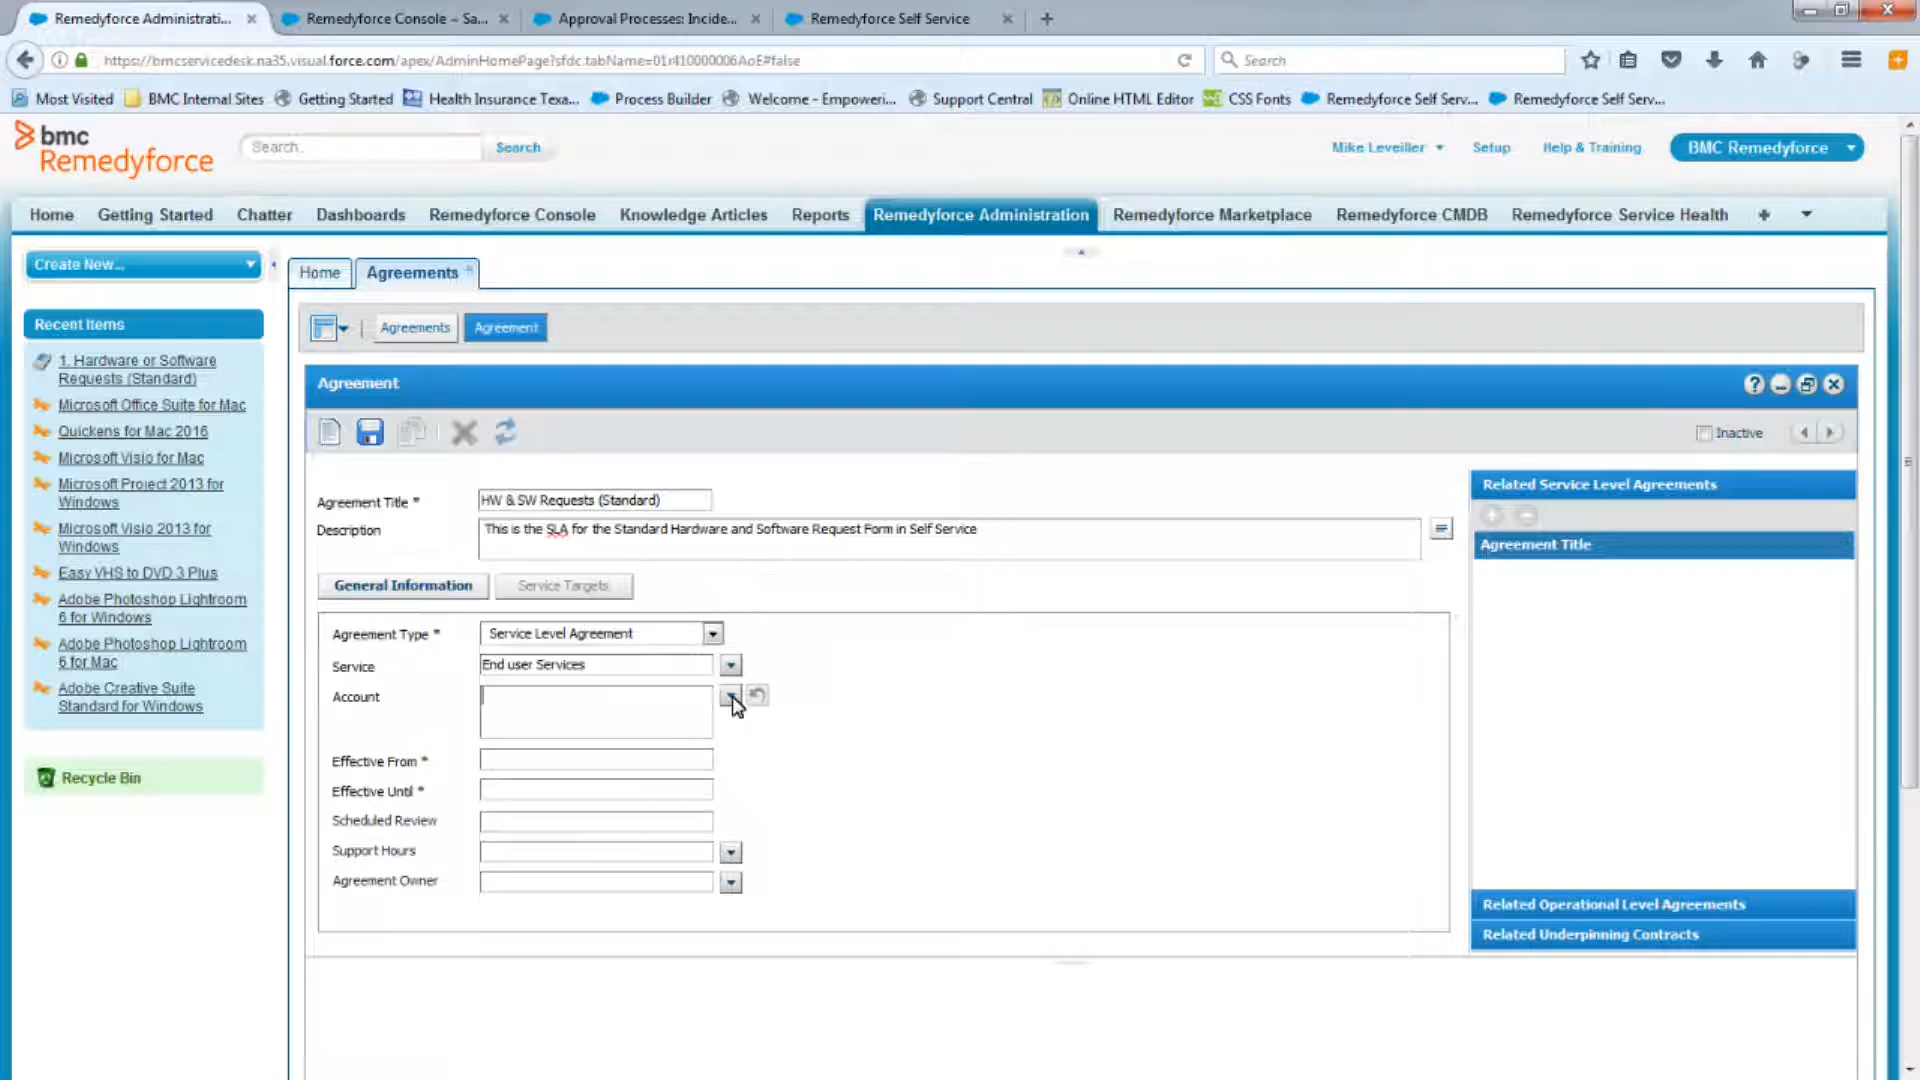 Remedyforce Administrati...
Remedyforce Console – Sa...
Approval Processes: Incide...
Remedyforce Self Service
https://bmcservicedesk.na35.visual.force.com/apex/AdminHomePage?sfdc.tabName=01r410000006AoE#false
Search
Most Visited
BMC Internal Sites
Getting Started
Health Insurance Texa...
Process Builder
Welcome - Empoweri...
Support Central
Online HTML Editor
CSS Fonts
Remedyforce Self Serv...
Remedyforce Self Serv...
bmc
Remedyforce
Search...
Search
Mike Leveiller
Setup
Help & Training
BMC Remedyforce
Home
Getting Started
Chatter
Dashboards
Remedyforce Console
Knowledge Articles
Reports
Remedyforce Administration
Remedyforce Marketplace
Remedyforce CMDB
Remedyforce Service Health
+
Create New...
Home
Agreements
Recent Items
1. Hardware or Software
Requests (Standard)
Microsoft Office Suite for Mac
Quickens for Mac 2016
Microsoft Visio for Mac
Microsoft Project 2013 for
Windows
Microsoft Visio 2013 for
Windows
Easy VHS to DVD 3 Plus
Adobe Photoshop Lightroom
6 for Windows
Adobe Photoshop Lightroom
6 for Mac
Adobe Creative Suite
Standard for Windows
Recycle Bin
Agreements
Agreement
Agreement
Inactive
Agreement Title *
HW & SW Requests (Standard)
Description
This is the SLA for the Standard Hardware and Software Request Form in Self Service
General Information
Service Targets
Agreement Type *
Service Level Agreement
Service
End user Services
Account
Effective From *
Effective Until *
Scheduled Review
Support Hours
Agreement Owner
Related Service Level Agreements
Agreement Title
Related Operational Level Agreements
Related Underpinning Contracts